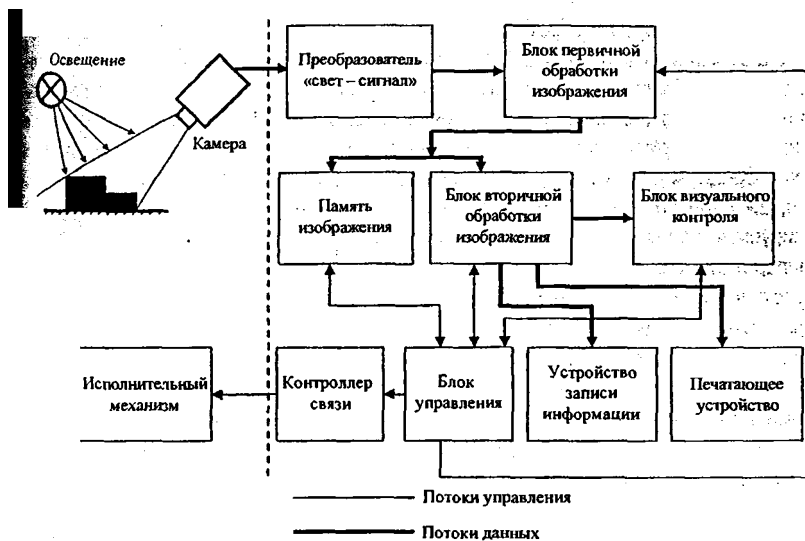 Освещение
Камера
Преобразователь
«свет – сигнал»
Блок первичной
обработки
изображения
Память
изображения
Блок вторичной
обработки
изображения
Блок визуального
контроля
Исполнительный
механизм
Контроллер
связи
Блок
управления
Устройство
записи
информации
Печатающее
устройство
Потоки управления
Потоки данных